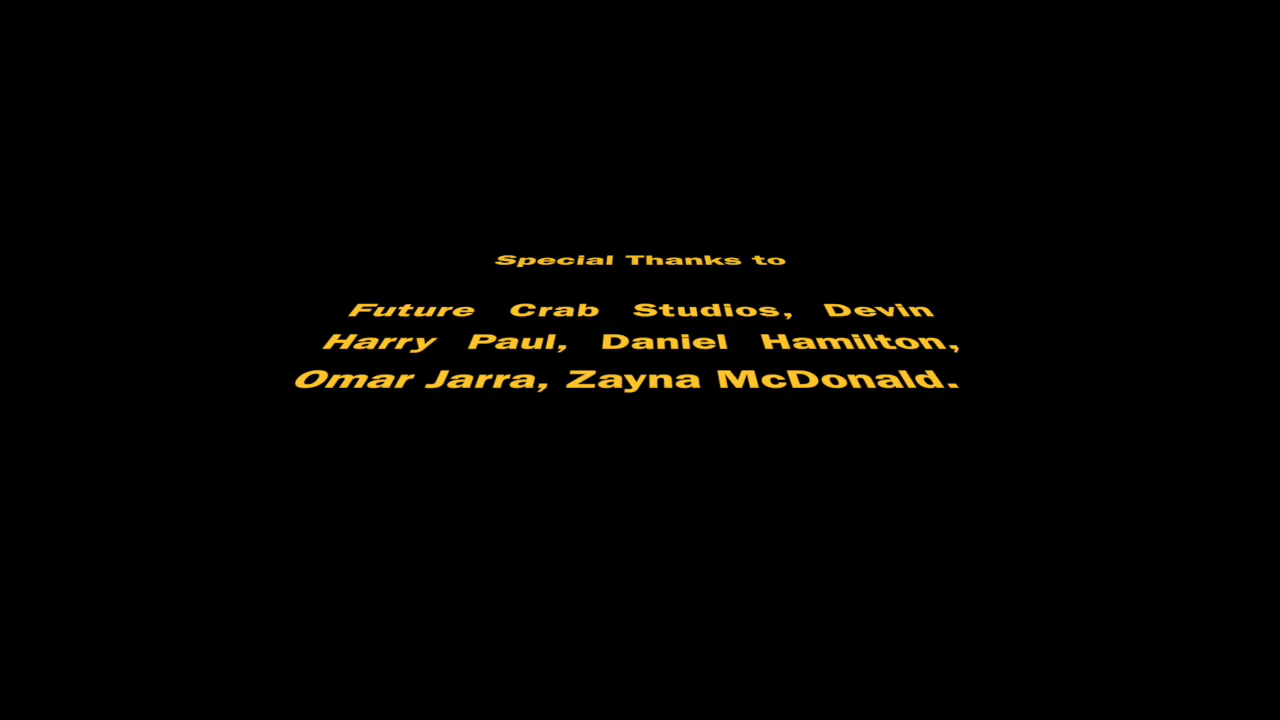 Special Thanks to
Future Crab Studios, Devin
Harry Paul, Daniel Hamilton,
Omar Jarra, Zayna McDonald.